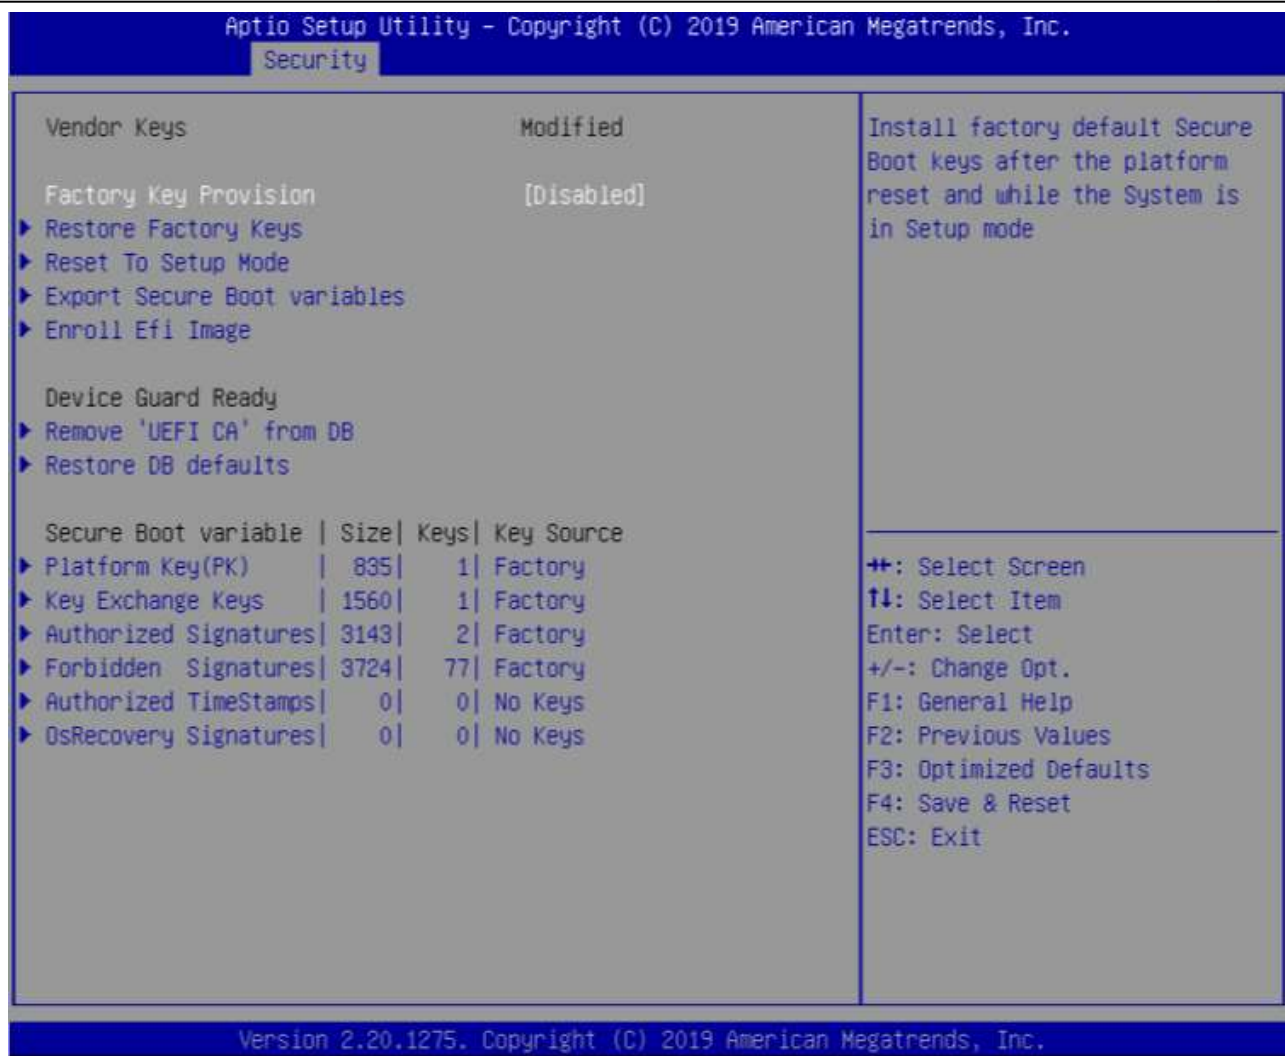 Aptio Setup Utility – Copyright (C) 2019 American Megatrends, Inc.
Security
Vendor Keys Modified
Factory Key Provision [Disabled]
Restore Factory Keys
Reset To Setup Mode
Export Secure Boot variables
Enroll Efi Image
Device Guard Ready
Remove 'UEFI CA' from DB
Restore DB defaults
Secure Boot variable | Size| Keys| Key Source
Platform Key(PK) | 835| 1| Factory
Key Exchange Keys | 1560| 1| Factory
Authorized Signatures| 3143| 2| Factory
Forbidden Signatures| 3724| 77| Factory
Authorized TimeStamps| 0| 0| No Keys
OsRecovery Signatures| 0| 0| No Keys
Install factory default Secure
Boot keys after the platform
reset and while the System is
in Setup mode
→←: Select Screen
↑↓: Select Item
Enter: Select
+/-: Change Opt.
F1: General Help
F2: Previous Values
F3: Optimized Defaults
F4: Save & Reset
ESC: Exit
Version 2.20.1275. Copyright (C) 2019 American Megatrends, Inc.